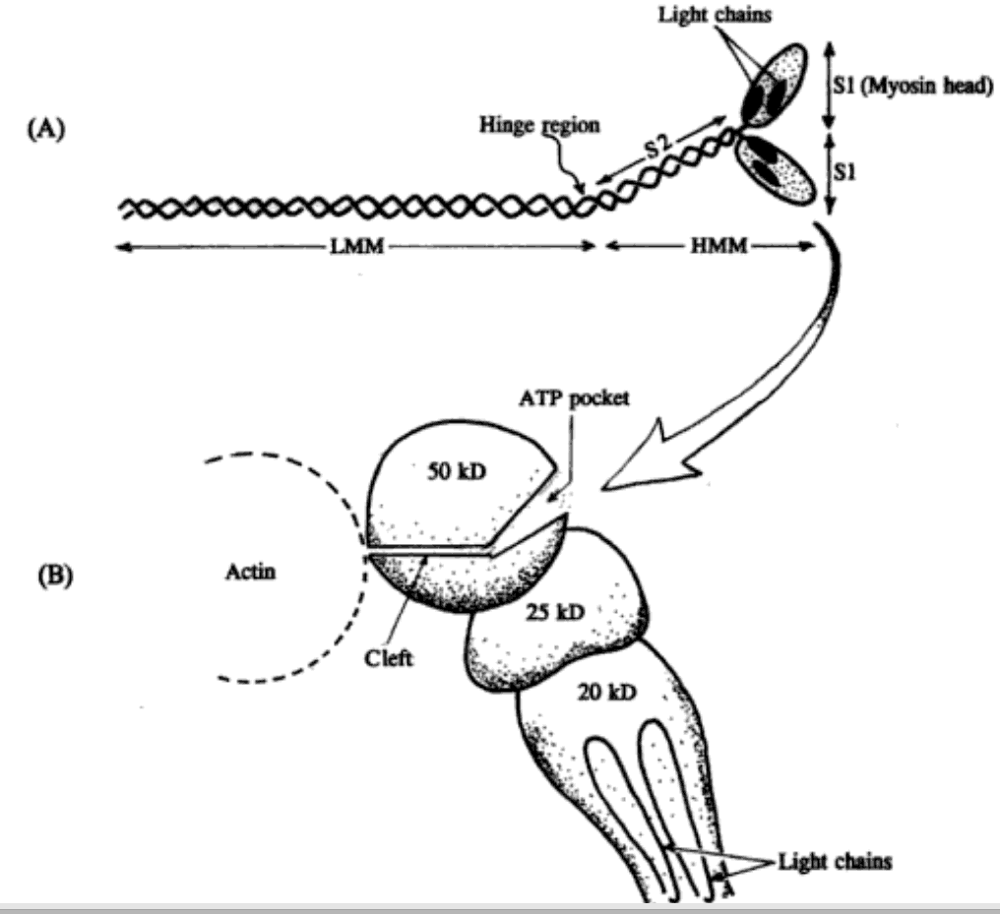 Light chains
S1 (Myosin head)
(A)
Hinge region
S2
S1
LMM
HMM
ATP pocket
50 kD
(B)
Actin
25 kD
Cleft
20 kD
Light chains